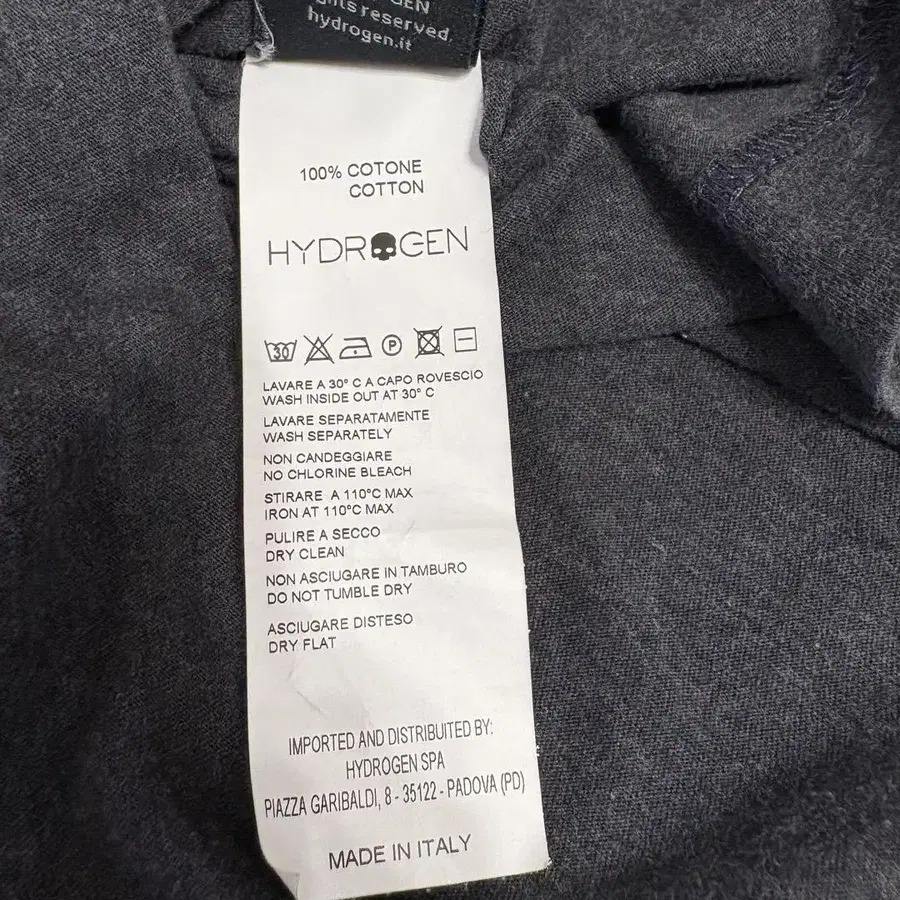 reserved,
hydrogen.it
100% COTONE
COTTON
HYDROGEN
30 P
LAVARE A 30° C A CAPO ROVESCIO
WASH INSIDE OUT AT 30° C
LAVARE SEPARATAMENTE
WASH SEPARATELY
NON CANDEGGIARE
NO CHLORINE BLEACH
STIRARE A 110°C MAX
IRON AT 110°C MAX
PULIRE A SECCO
DRY CLEAN
NON ASCIUGARE IN TAMBURO
DO NOT TUMBLE DRY
ASCIUGARE DISTESO
DRY FLAT
IMPORTED AND DISTRIBUTED BY:
HYDROGEN SPA
PIAZZA GARIBALDI, 8 - 35122 - PADOVA (PD)
MADE IN ITALY